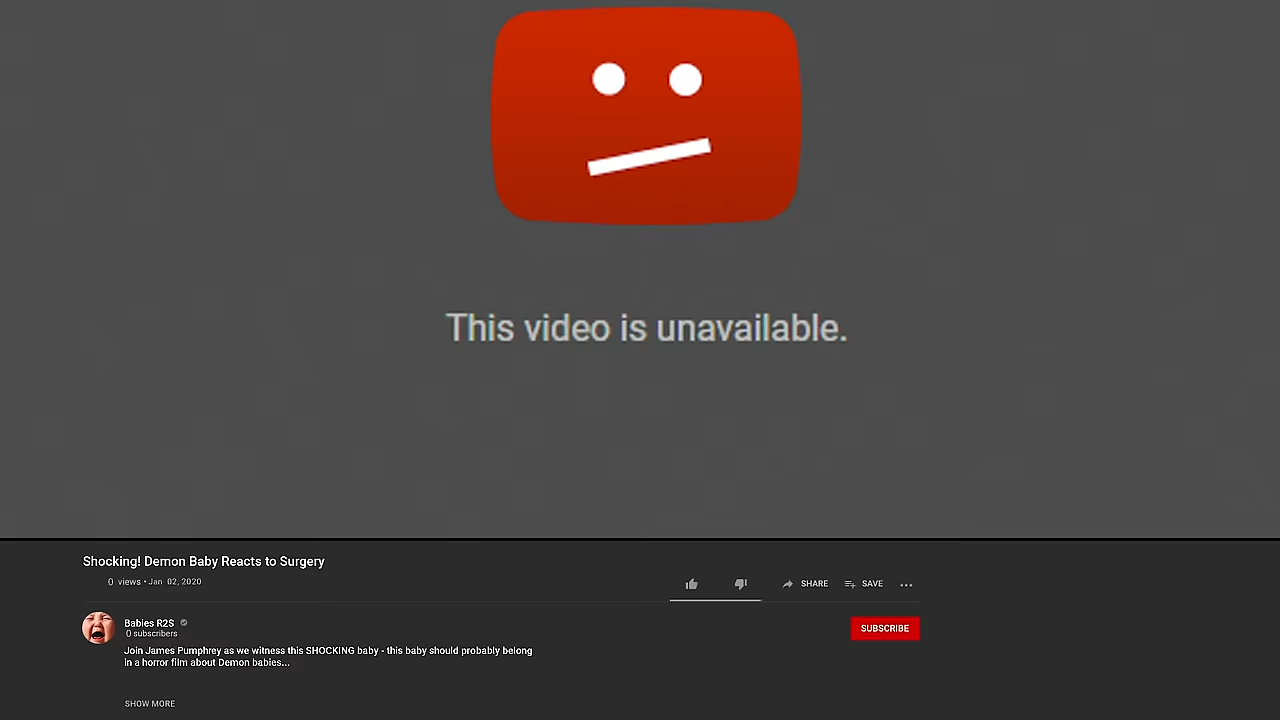 This video is unavailable.
Shocking! Demon Baby Reacts to Surgery
0 views • Jan 02, 2020
SHARE
SAVE
Babies R2S
0 subscribers
SUBSCRIBE
Join James Pumphrey as we witness this SHOCKING baby - this baby should probably belong
in a horror film about Demon babies...
SHOW MORE